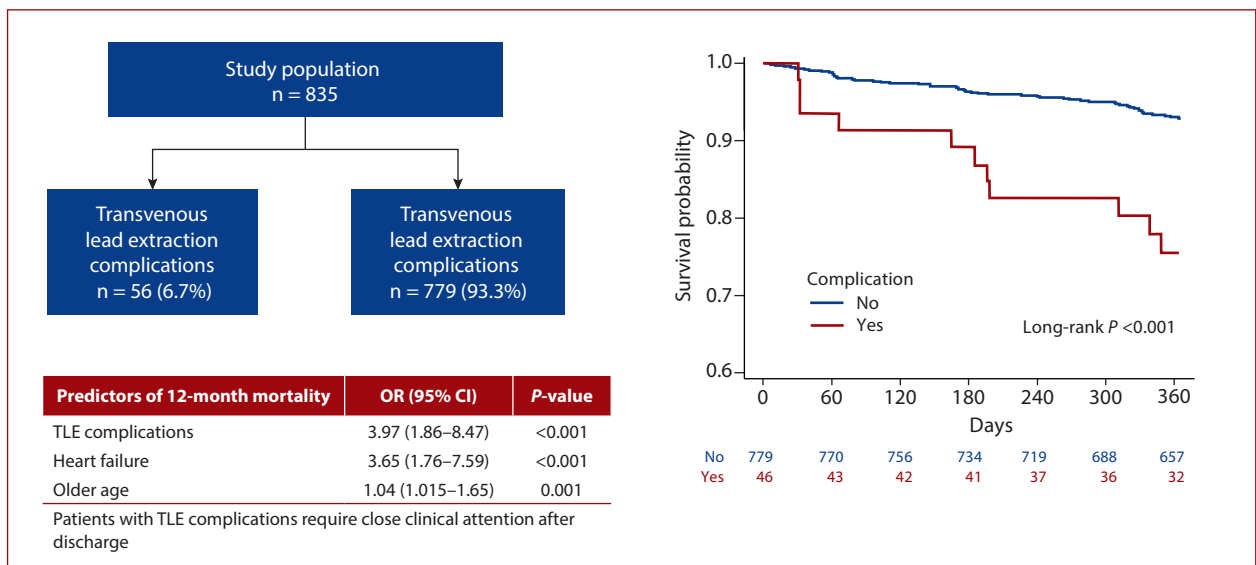 Study population
n = 835
Transvenous
lead extraction
complications
n = 56 (6.7%)
Transvenous
lead extraction
complications
n = 779 (93.3%)
Predictors of 12-month mortality OR (95% CI) P-value
TLE complications 3.97 (1.86–8.47) <0.001
Heart failure 3.65 (1.76–7.59) <0.001
Older age 1.04 (1.015–1.65) 0.001
Patients with TLE complications require close clinical attention after
discharge
Survival probability
1.0
0.9
0.8
0.7
0.6
Complication
No
Yes
Long-rank P <0.001
0 60 120 180 240 300 360
Days
No 779 770 756 734 719 688 657
Yes 46 43 42 41 37 36 32